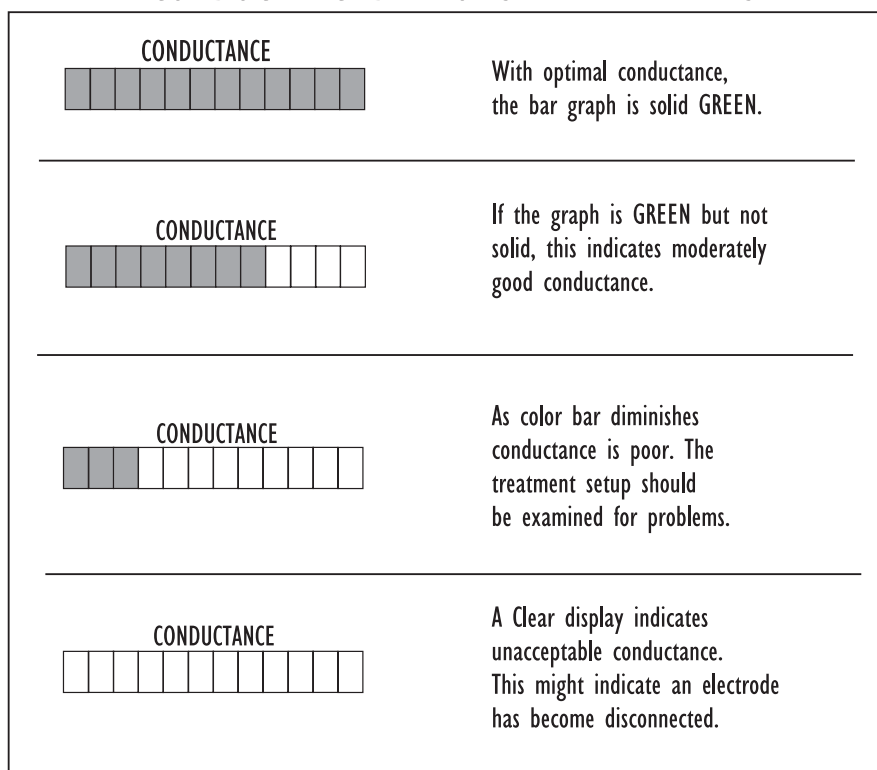 CONDUCTANCE
With optimal conductance,
the bar graph is solid GREEN.
CONDUCTANCE
If the graph is GREEN but not
solid, this indicates moderately
good conductance.
CONDUCTANCE
As color bar diminishes
conductance is poor. The
treatment setup should
be examined for problems.
CONDUCTANCE
A Clear display indicates
unacceptable conductance.
This might indicate an electrode
has become disconnected.